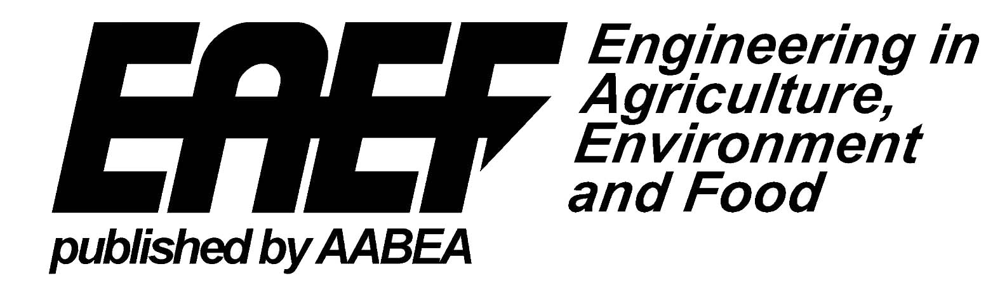 EAEF
Engineering in
Agriculture,
Environment
and Food
published by AABEA